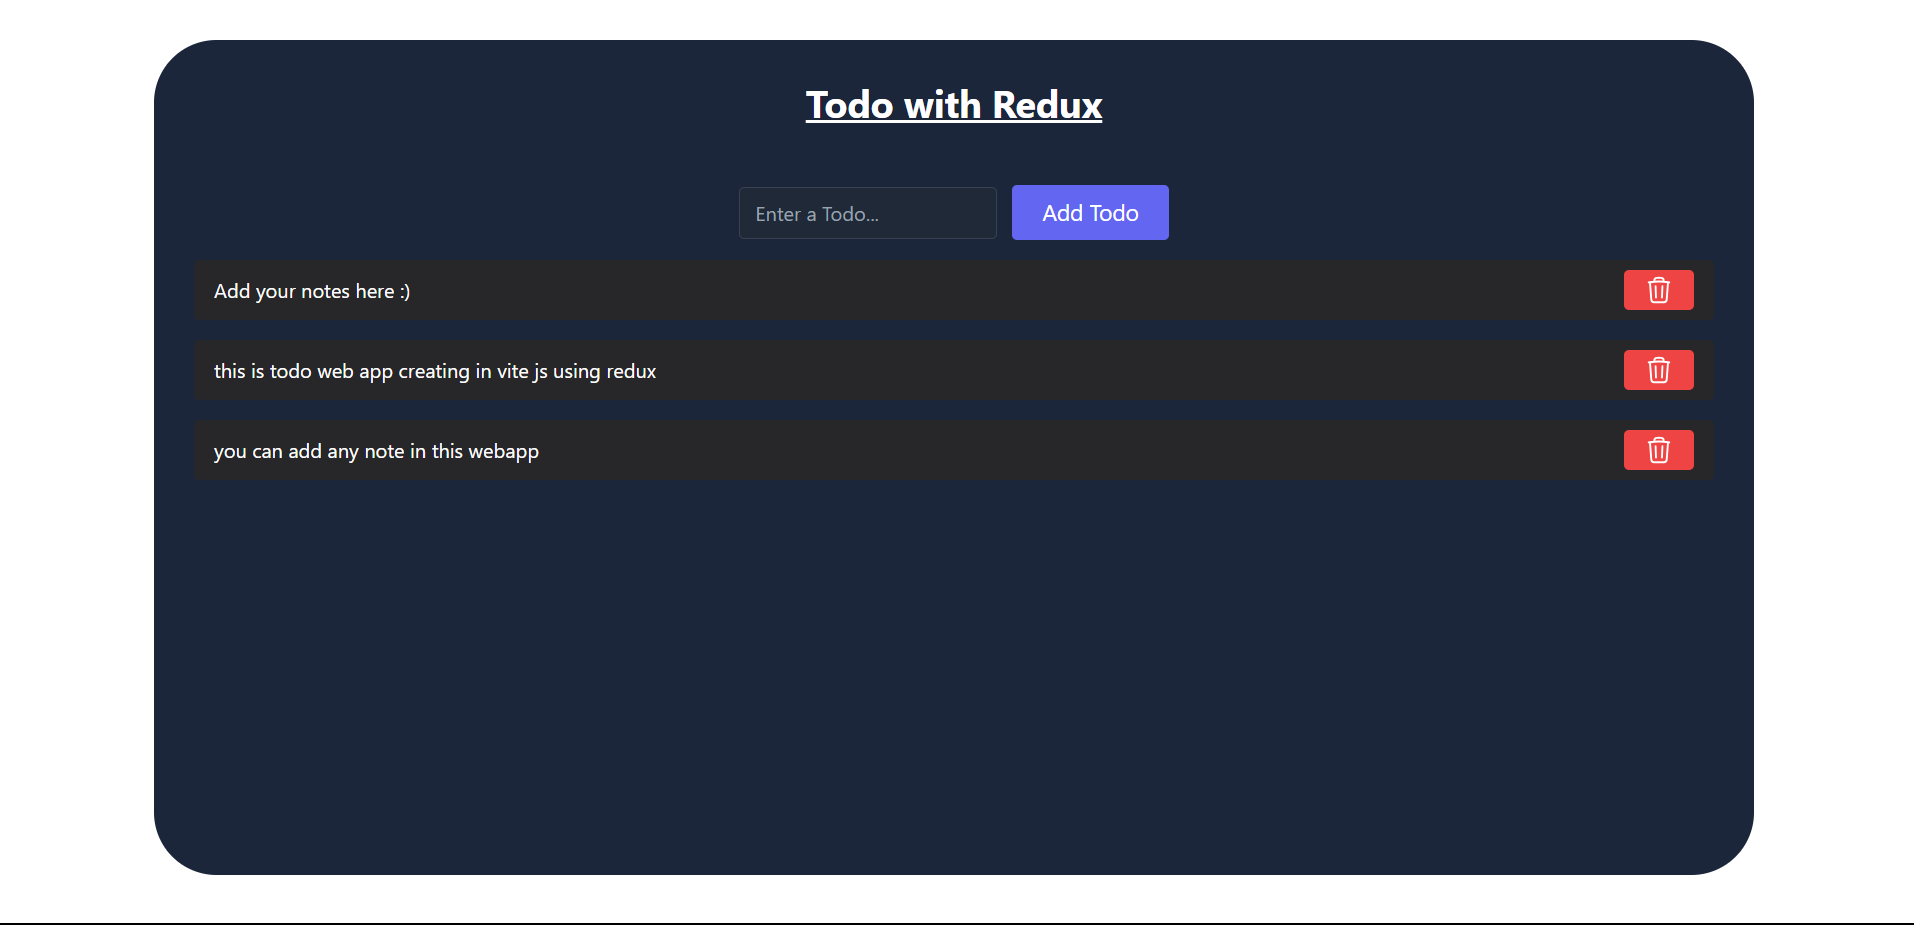 Todo with Redux
Enter a Todo...
Add Todo
Add your notes here :)
this is todo web app creating in vite js using redux
you can add any note in this webapp